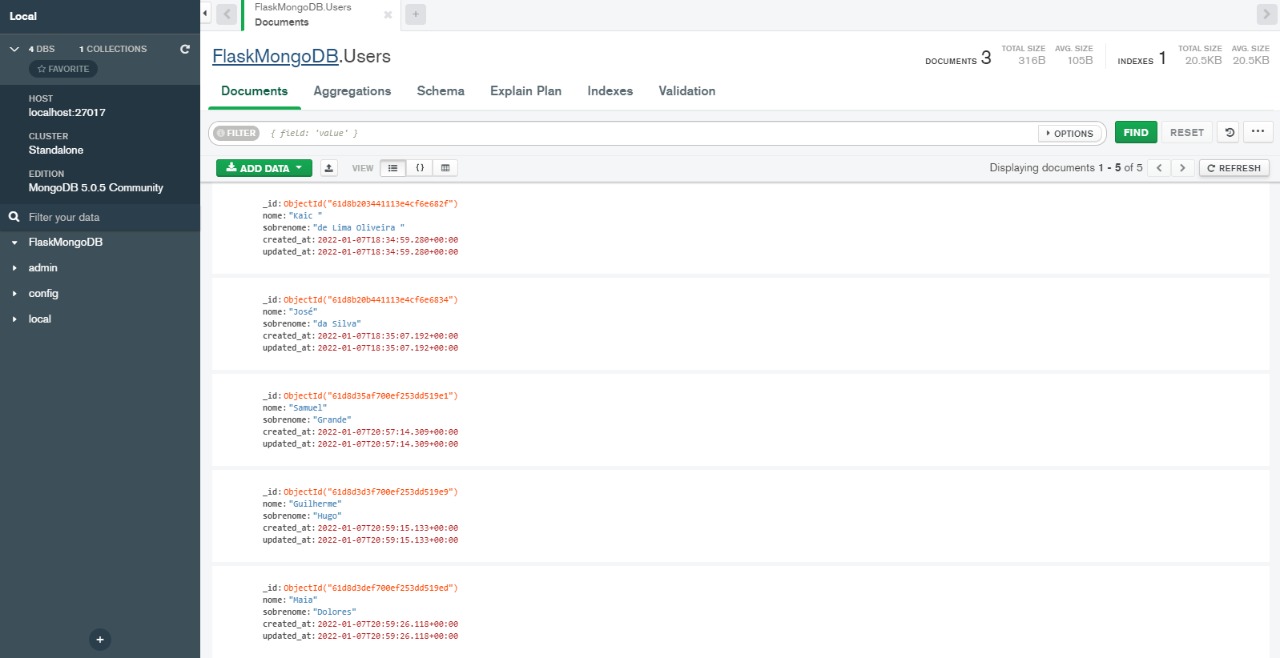 Local
4 DBS 1 COLLECTIONS
FAVORITE
HOST
localhost:27017
CLUSTER
Standalone
EDITION
MongoDB 5.0.5 Community
Filter your data
FlaskMongoDB
admin
config
local
FlaskMongoDB.Users
Documents
FlaskMongoDB.Users
DOCUMENTS 3 TOTAL SIZE 316B AVG. SIZE 105B INDEXES 1 TOTAL SIZE 20.5KB AVG. SIZE 20.5KB
Documents Aggregations Schema Explain Plan Indexes Validation
FILTER { field: 'value' } OPTIONS FIND RESET
ADD DATA VIEW Displaying documents 1 - 5 of 5 REFRESH
_id: ObjectId("61d8b203441113e4cf6e682f")
nome: "Kaic "
sobrenome: "de Lima Oliveira "
created_at: 2022-01-07T18:34:59.280+00:00
updated_at: 2022-01-07T18:34:59.280+00:00
_id: ObjectId("61d8b20b441113e4cf6e6834")
nome: "José"
sobrenome: "da Silva"
created_at: 2022-01-07T18:35:07.192+00:00
updated_at: 2022-01-07T18:35:07.192+00:00
_id: ObjectId("61d8d35af700ef253dd519e1")
nome: "Samuel"
sobrenome: "Grande"
created_at: 2022-01-07T20:57:14.309+00:00
updated_at: 2022-01-07T20:57:14.309+00:00
_id: ObjectId("61d8d3d3f700ef253dd519e9")
nome: "Guilherme"
sobrenome: "Hugo"
created_at: 2022-01-07T20:59:15.133+00:00
updated_at: 2022-01-07T20:59:15.133+00:00
_id: ObjectId("61d8d3def700ef253dd519ed")
nome: "Maia"
sobrenome: "Dolores"
created_at: 2022-01-07T20:59:26.118+00:00
updated_at: 2022-01-07T20:59:26.118+00:00